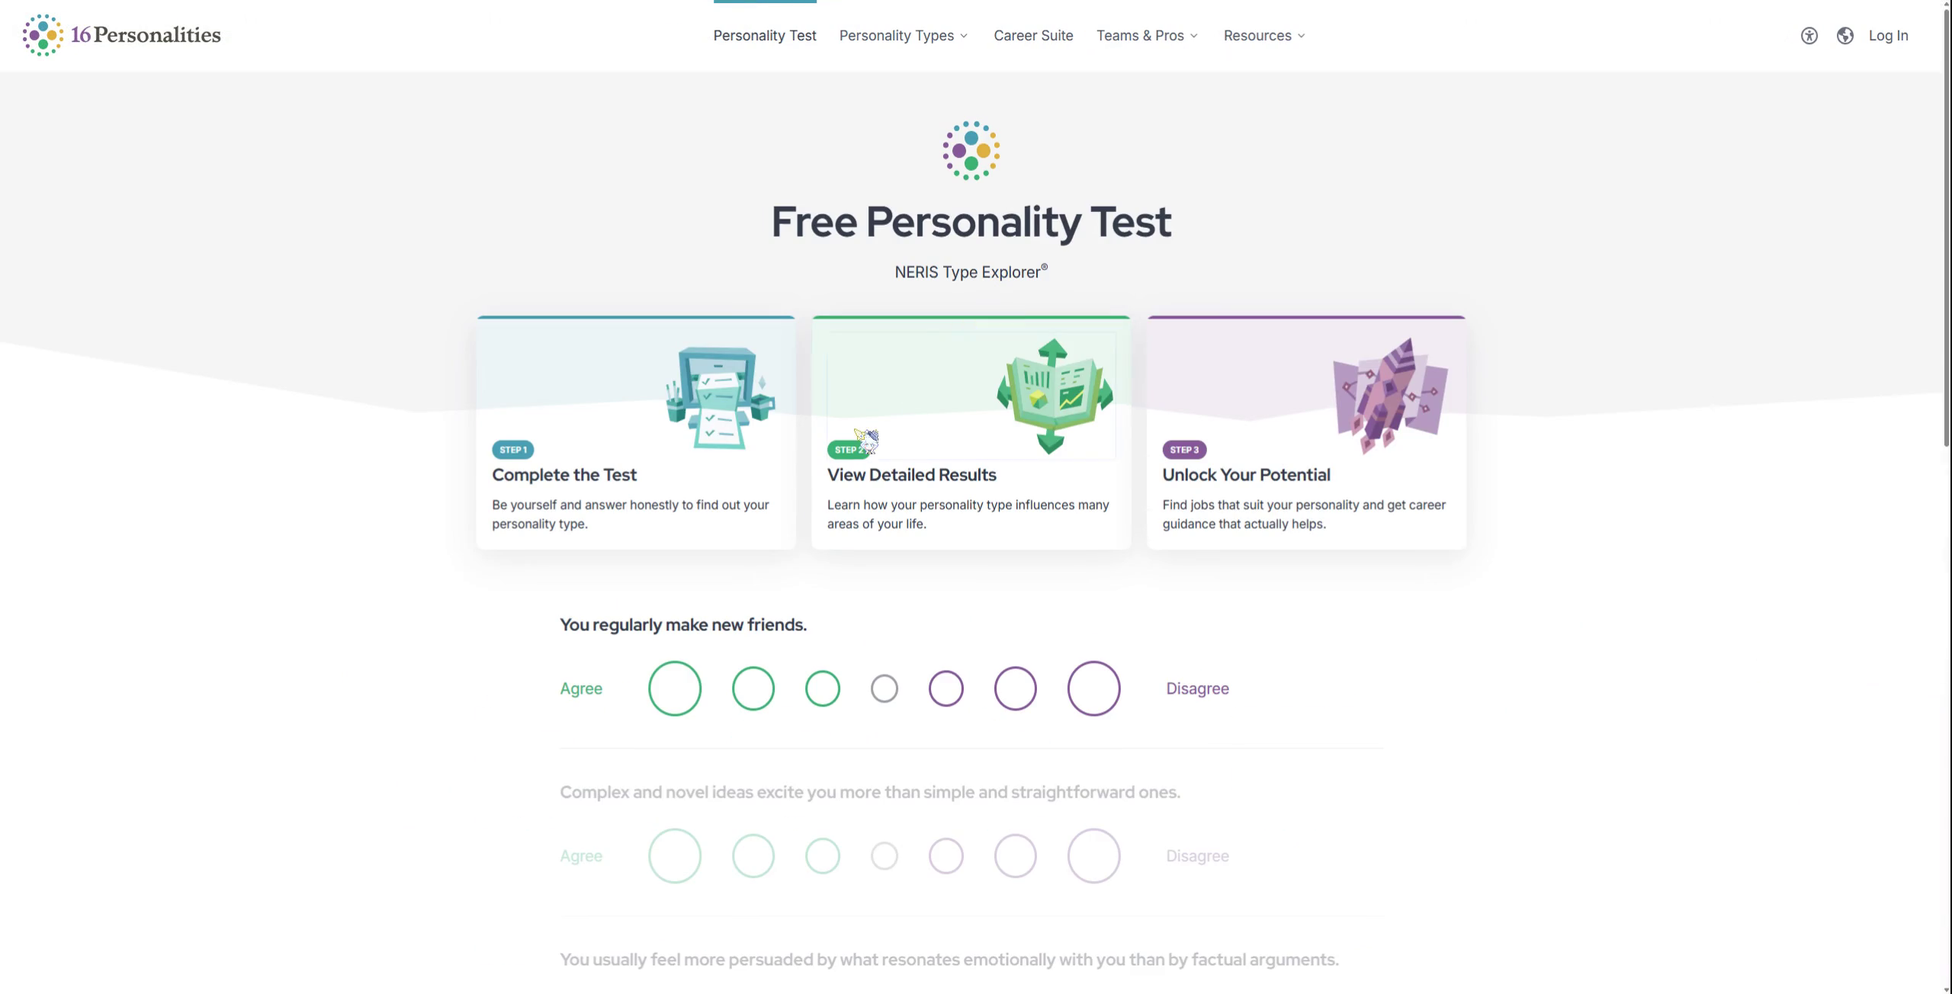 16Personalities
Personality Test
Personality Types
Career Suite
Teams & Pros
Resources
Log In
Free Personality Test
NERIS Type Explorer®
STEP 1
Complete the Test
Be yourself and answer honestly to find out your
personality type.
STEP 2
View Detailed Results
Learn how your personality type influences many
areas of your life.
STEP 3
Unlock Your Potential
Find jobs that suit your personality and get career
guidance that actually helps.
You regularly make new friends.
Agree
Disagree
Complex and novel ideas excite you more than simple and straightforward ones.
Agree
Disagree
You usually feel more persuaded by what resonates emotionally with you than by factual arguments.